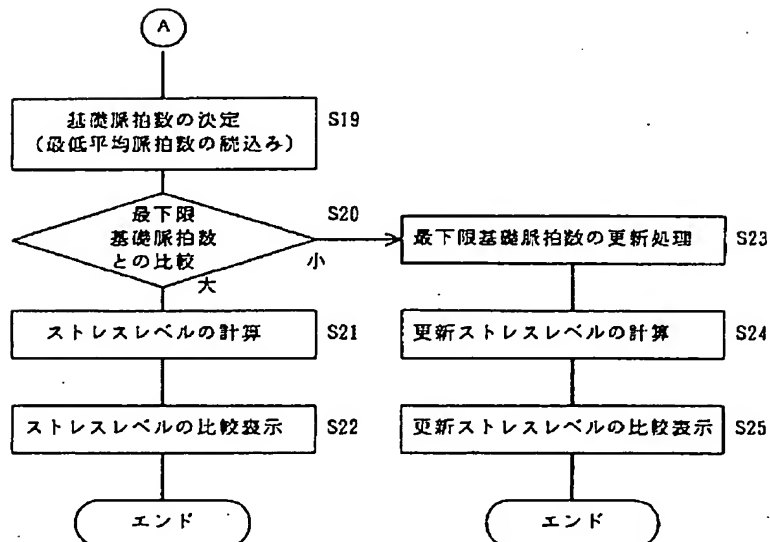 A
基礎脈拍数の決定
(最低平均脈拍数の読込み)
S19
最下限
基礎脈拍数
との比較
S20
小
大
最下限基礎脈拍数の更新処理
S23
ストレスレベルの計算
S21
更新ストレスレベルの計算
S24
ストレスレベルの比較表示
S22
更新ストレスレベルの比較表示
S25
エンド
エンド